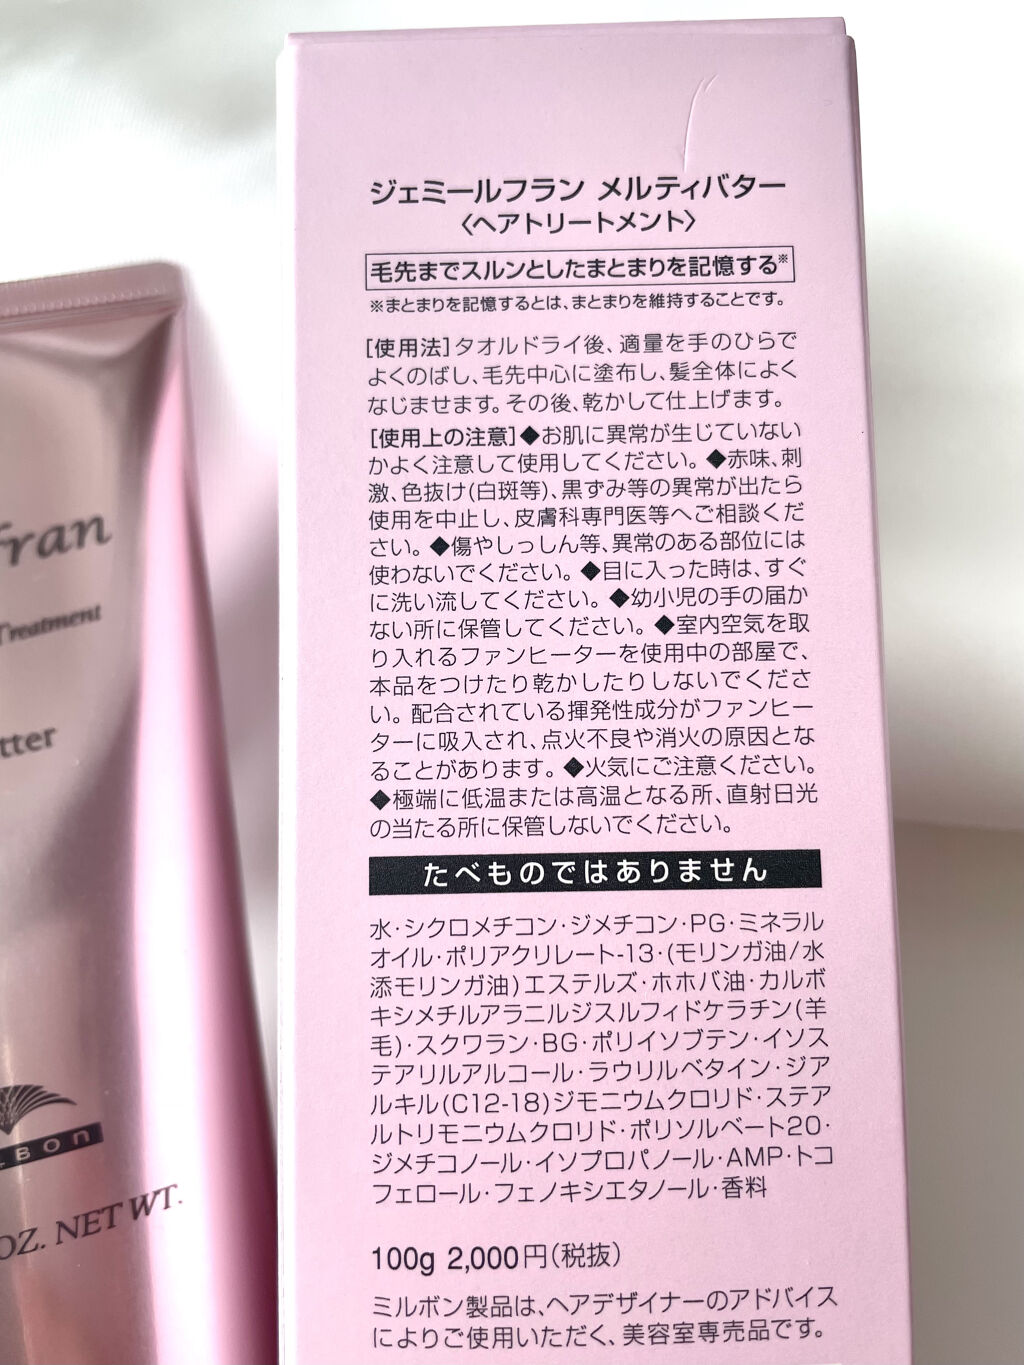 ジェミールフラン メルティバター
〈ヘアトリートメント〉
毛先までスルンとしたまとまりを記憶する※
※まとまりを記憶するとは、まとまりを維持することです。
[使用法]タオルドライ後、適量を手のひらで
よくのばし、毛先中心に塗布し、髪全体によく
なじませます。その後、乾かして仕上げます。
[使用上の注意]◆お肌に異常が生じていない
かよく注意して使用してください。◆赤味、刺
激、色抜け(白斑等)、黒ずみ等の異常が出たら
使用を中止し、皮膚科専門医等へご相談くだ
さい。◆傷やしっしん等、異常のある部位には
使わないでください。◆目に入った時は、すぐ
に洗い流してください。◆幼小児の手の届か
ない所に保管してください。◆室内空気を取
り入れるファンヒーターを使用中の部屋で、
本品をつけたり乾かしたりしないでくださ
い。配合されている揮発性成分がファンヒー
ターに吸入され、点火不良や消火の原因とな
ることがあります。◆火気にご注意ください。
◆極端に低温または高温となる所、直射日光
の当たる所に保管しないでください。
たべものではありません
水・シクロメチコン・ジメチコン・PG・ミネラル
オイル・ポリアクリレート-13・(モリンガ油/水
添モリンガ油)エステルズ・ホホバ油・カルボ
キシメチルアラニルジスルフィドケラチン(羊
毛)・スクワラン・BG・ポリイソブテン・イソス
テアリルアルコール・ラウリルベタイン・ジア
ルキル(C12-18)ジモニウムクロリド・ステア
ルトリモニウムクロリド・ポリソルベート20・
ジメチコノール・イソプロパノール・AMP・トコ
フェロール・フェノキシエタノール・香料
100g 2,000円(税抜)
ミルボン製品は、ヘアデザイナーのアドバイス
によりご使用いただく、美容室専売品です。
fran
Treatment
tter
LBON
OZ. NET WT.